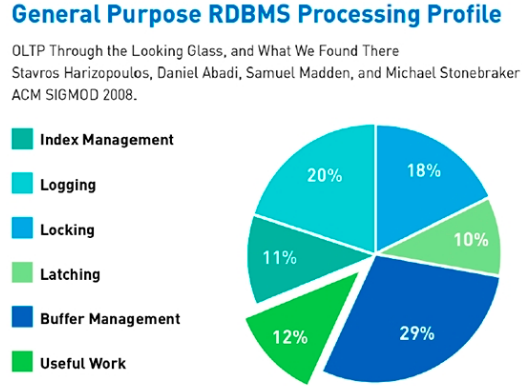 General Purpose RDBMS Processing Profile
OLTP Through the Looking Glass, and What We Found There
Stavros Harizopoulos, Daniel Abadi, Samuel Madden, and Michael Stonebraker
ACM SIGMOD 2008.
Index Management
Logging
Locking
Latching
Buffer Management
Useful Work
20%
18%
10%
11%
12%
29%